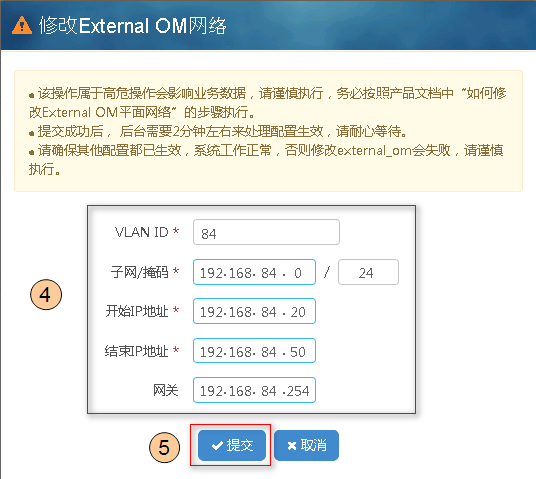 修改External OM网络
该操作属于高危操作会影响业务数据，请谨慎执行，务必按照产品文档中“如何修
改External OM平面网络”的步骤执行。
提交成功后，后台需要2分钟左右来处理配置生效，请耐心等待。
请确保其他配置都已生效，系统工作正常，否则修改external_om会失败，请谨慎
执行。
VLAN ID * 84
子网/掩码 * 192.168. 84 . 0 / 24
④
开始IP地址 * 192.168. 84 . 20
结束IP地址 * 192.168. 84 . 50
网关 192.168. 84 .254
⑤ 提交 取消